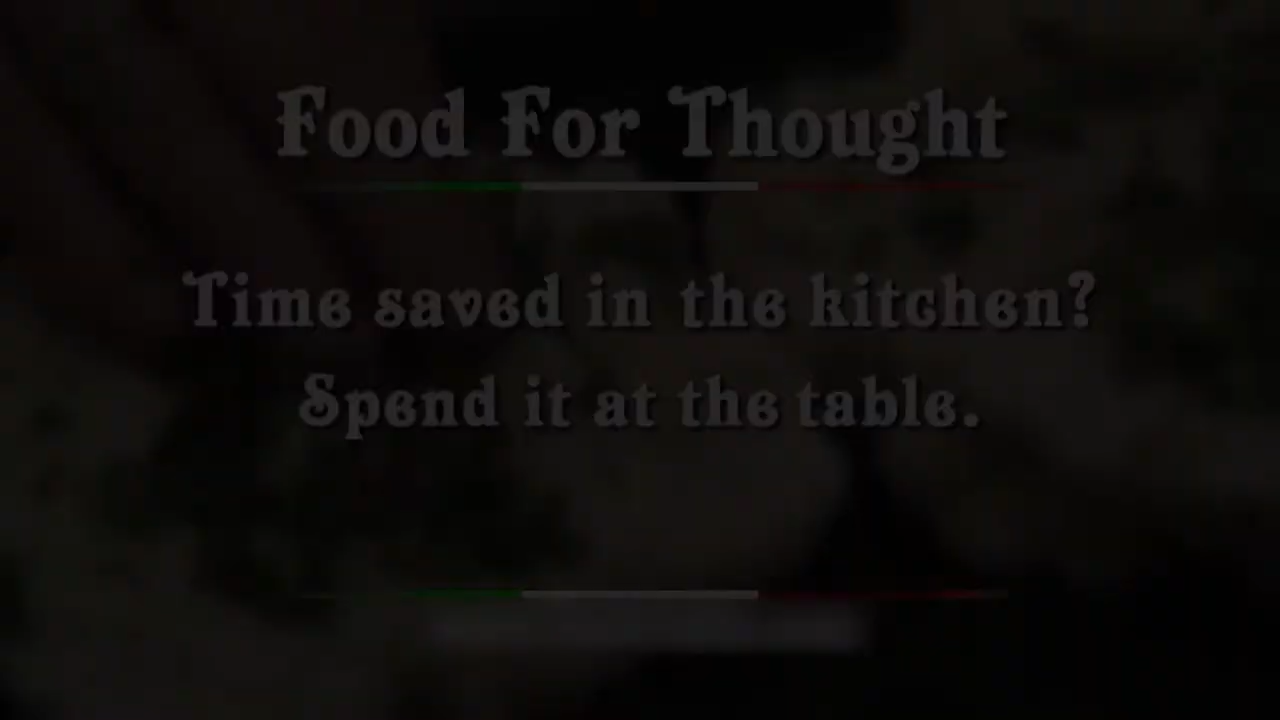 Food For Thought
Time saved in the kitchen?
Spend it at the table.